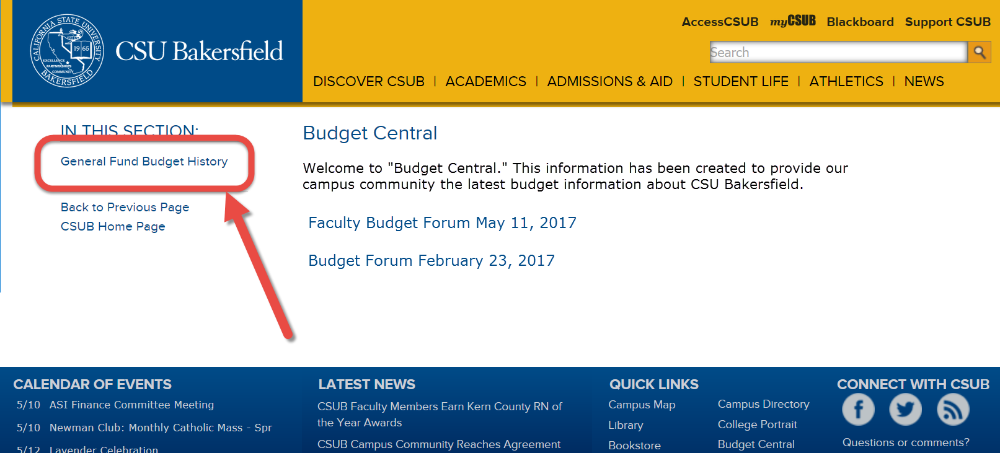 CALIFORNIA STATE UNIVERSITY
BAKERSFIELD
19 65
EXCELLENCE
PARTNERSHIPS
COMMUNITY
CSU Bakersfield
AccessCSUB myCSUB Blackboard Support CSUB
Search
DISCOVER CSUB | ACADEMICS | ADMISSIONS & AID | STUDENT LIFE | ATHLETICS | NEWS
IN THIS SECTION:
General Fund Budget History
Back to Previous Page
CSUB Home Page
Budget Central
Welcome to "Budget Central." This information has been created to provide our
campus community the latest budget information about CSU Bakersfield.
Faculty Budget Forum May 11, 2017
Budget Forum February 23, 2017
CALENDAR OF EVENTS
5/10 ASI Finance Committee Meeting
5/10 Newman Club: Monthly Catholic Mass - Spr
5/12 Lavender Celebration
LATEST NEWS
CSUB Faculty Members Earn Kern County RN of
the Year Awards
CSUB Campus Community Reaches Agreement
QUICK LINKS
Campus Map
Library
Bookstore
Campus Directory
College Portrait
Budget Central
CONNECT WITH CSUB
Questions or comments?